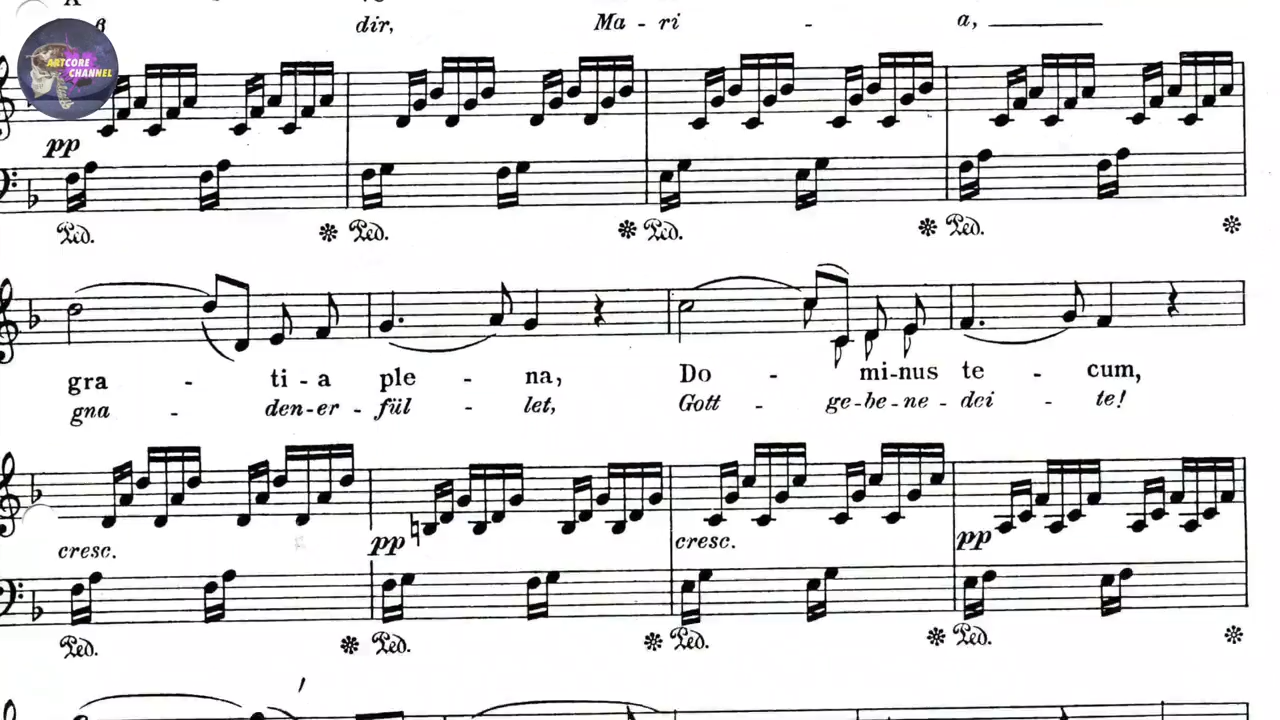 dir, Ma - ri - a,
ARTCORE
CHANNEL
pp
Ped. * Ped. * Ped. * Ped. *
gra - ti - a ple - na, Do - mi-nus te - cum,
gna - den-er - fül - let, Gott - ge-be-ne - dei - te!
cresc. pp cresc. pp
Ped. * Ped. * Ped. * Ped. *